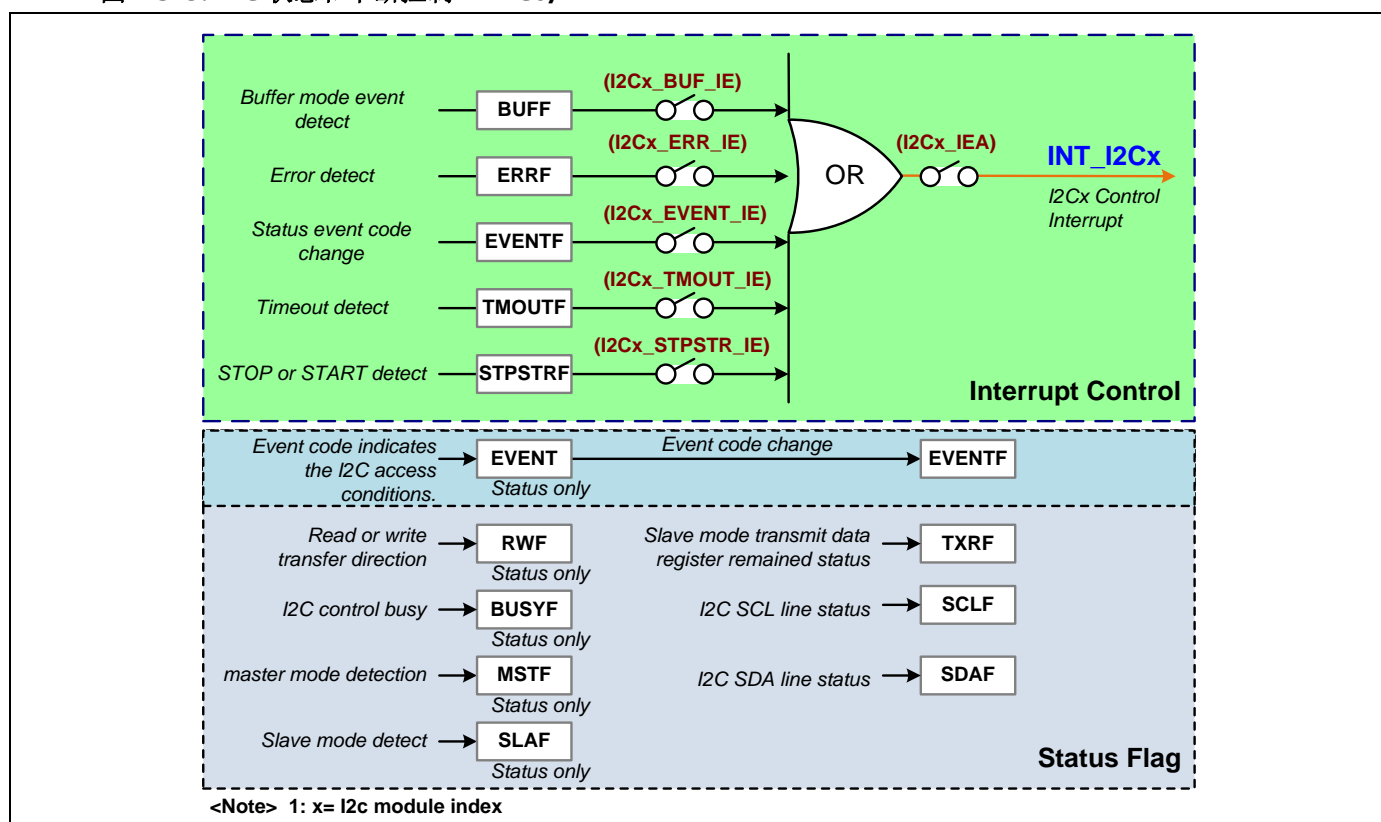 (I2Cx_BUF_IE)
Buffer mode event
detect
BUFF
(I2Cx_ERR_IE)
(I2Cx_IEA)
INT_I2Cx
Error detect
ERRF
OR
I2Cx Control
Interrupt
(I2Cx_EVENT_IE)
Status event code
change
EVENTF
(I2Cx_TMOUT_IE)
Timeout detect
TMOUTF
(I2Cx_STPSTR_IE)
STOP or START detect
STPSTRF
Interrupt Control
Event code indicates
the I2C access
conditions.
EVENT
Status only
Event code change
EVENTF
Read or write
transfer direction
RWF
Status only
Slave mode transmit data
register remained status
TXRF
I2C control busy
BUSYF
Status only
I2C SCL line status
SCLF
master mode detection
MSTF
Status only
I2C SDA line status
SDAF
Slave mode detect
SLAF
Status only
Status Flag
<Note> 1: x= I2c module index